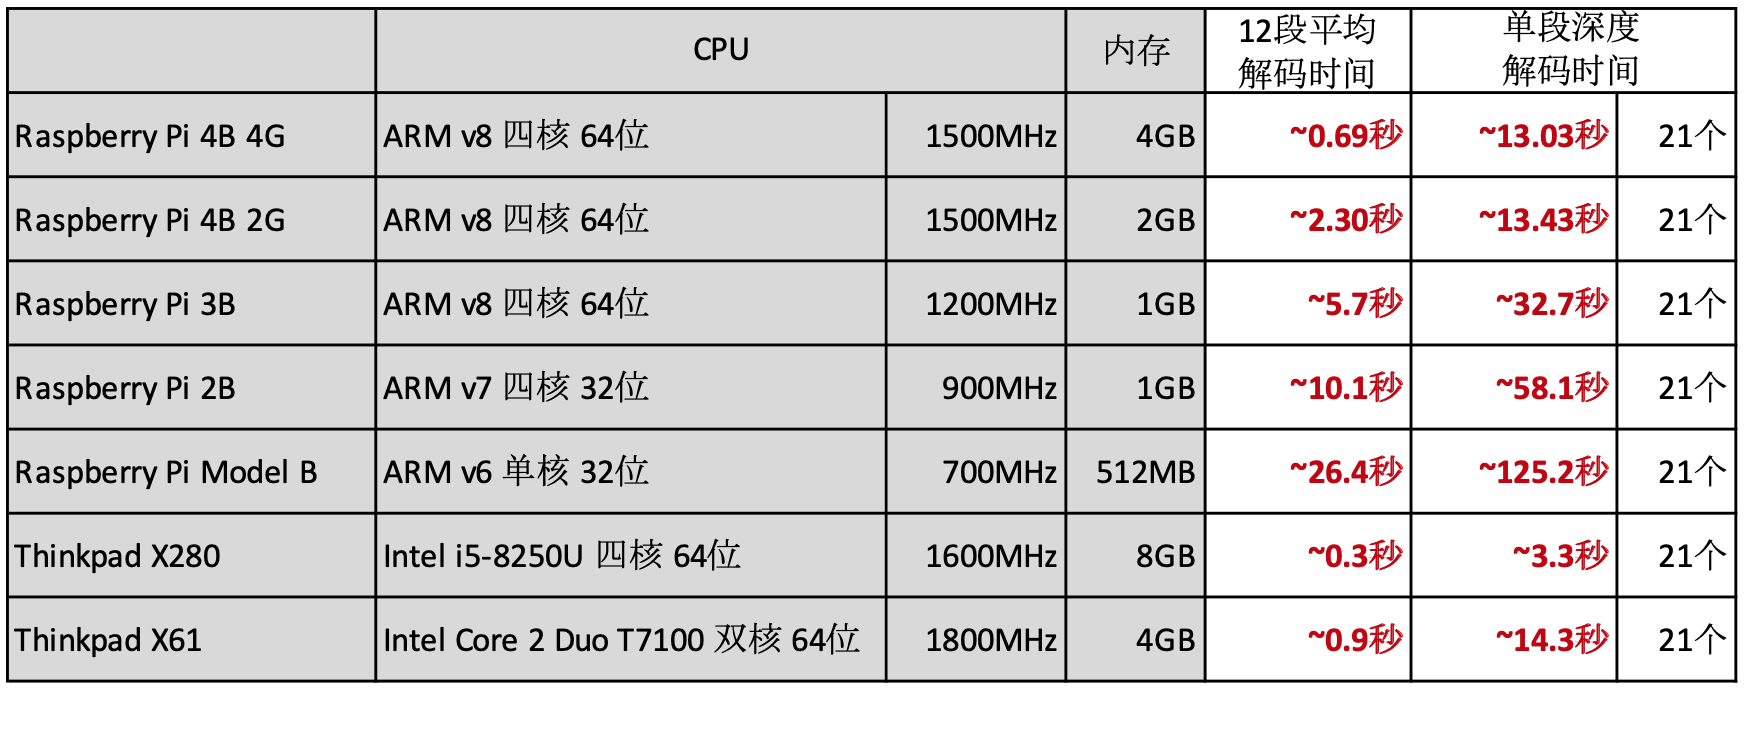 CPU 内存 12段平均解码时间 单段深度解码时间
Raspberry Pi 4B 4G ARM v8 四核 64位 1500MHz 4GB ~0.69秒 ~13.03秒 21个
Raspberry Pi 4B 2G ARM v8 四核 64位 1500MHz 2GB ~2.30秒 ~13.43秒 21个
Raspberry Pi 3B ARM v8 四核 64位 1200MHz 1GB ~5.7秒 ~32.7秒 21个
Raspberry Pi 2B ARM v7 四核 32位 900MHz 1GB ~10.1秒 ~58.1秒 21个
Raspberry Pi Model B ARM v6 单核 32位 700MHz 512MB ~26.4秒 ~125.2秒 21个
Thinkpad X280 Intel i5-8250U 四核 64位 1600MHz 8GB ~0.3秒 ~3.3秒 21个
Thinkpad X61 Intel Core 2 Duo T7100 双核 64位 1800MHz 4GB ~0.9秒 ~14.3秒 21个